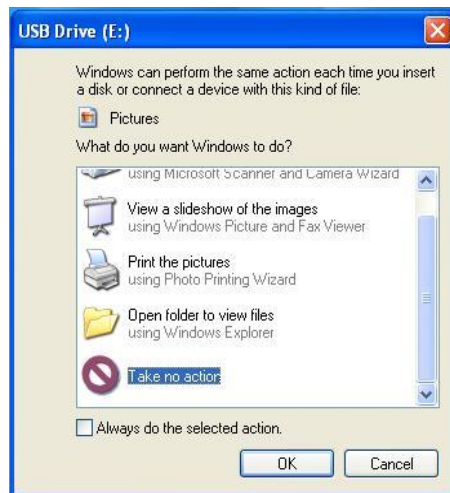 USB Drive (E:)
Windows can perform the same action each time you insert
a disk or connect a device with this kind of file:
Pictures
What do you want Windows to do?
using Microsoft Scanner and Camera Wizard
View a slideshow of the images
using Windows Picture and Fax Viewer
Print the pictures
using Photo Printing Wizard
Open folder to view files
using Windows Explorer
Take no action
Always do the selected action.
OK Cancel